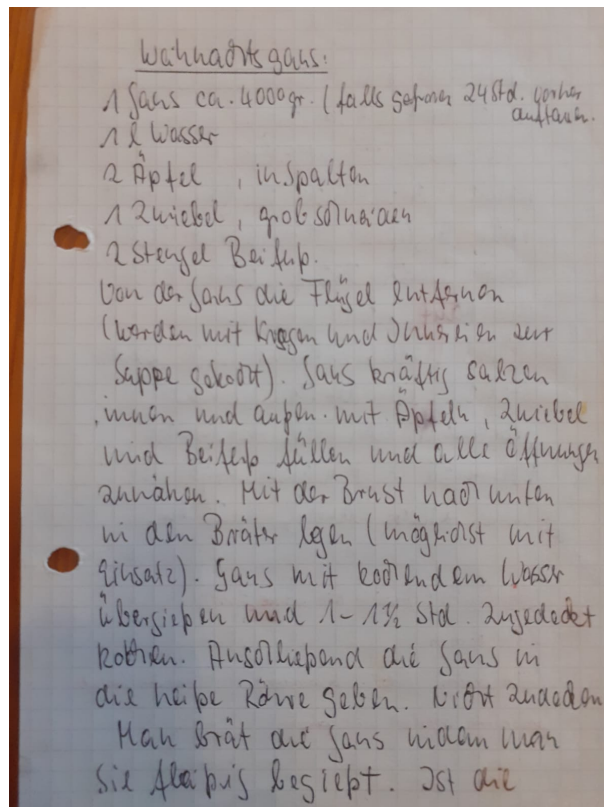 Weihnachtsgans:
1 Gans ca. 4000gr. (falls gefroren 24 Std. vorher
auftauen.
1 l Wasser
2 Äpfel, in Spalten
1 Zwiebel, grob schneiden
2 Stengel Beifuß.
Von der Gans die Flügel entfernen
(werden mit Kragen und Innereien zur
Suppe gekocht). Gans kräftig salzen
, innen und außen. mit Äpfeln, Zwiebel
und Beifuß füllen und alle Öffnungen
zunähen. Mit der Brust nach unten
in den Bräter legen (möglichst mit
Einsatz). Gans mit kochendem Wasser
übergießen und 1-1½ Std. zugedeckt
kochen. Anschließend die Gans in
die heiße Röhre geben. Nicht zudecken
Man brät die Gans indem man
sie fleißig begießt. Ist die